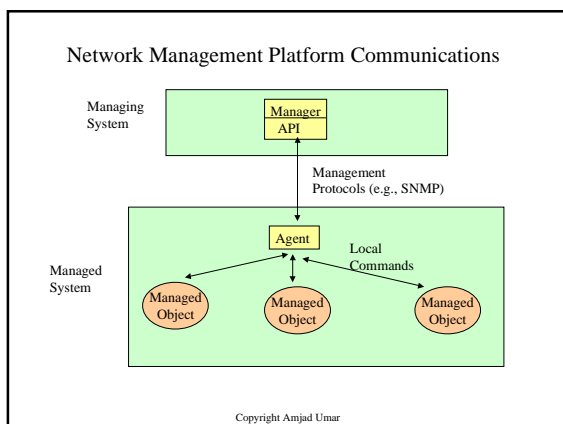 Network Management Platform Communications
Managing
System
Manager
API
Management
Protocols (e.g., SNMP)
Agent
Local
Commands
Managed
System
Managed
Object
Managed
Object
Managed
Object
Copyright Amjad Umar